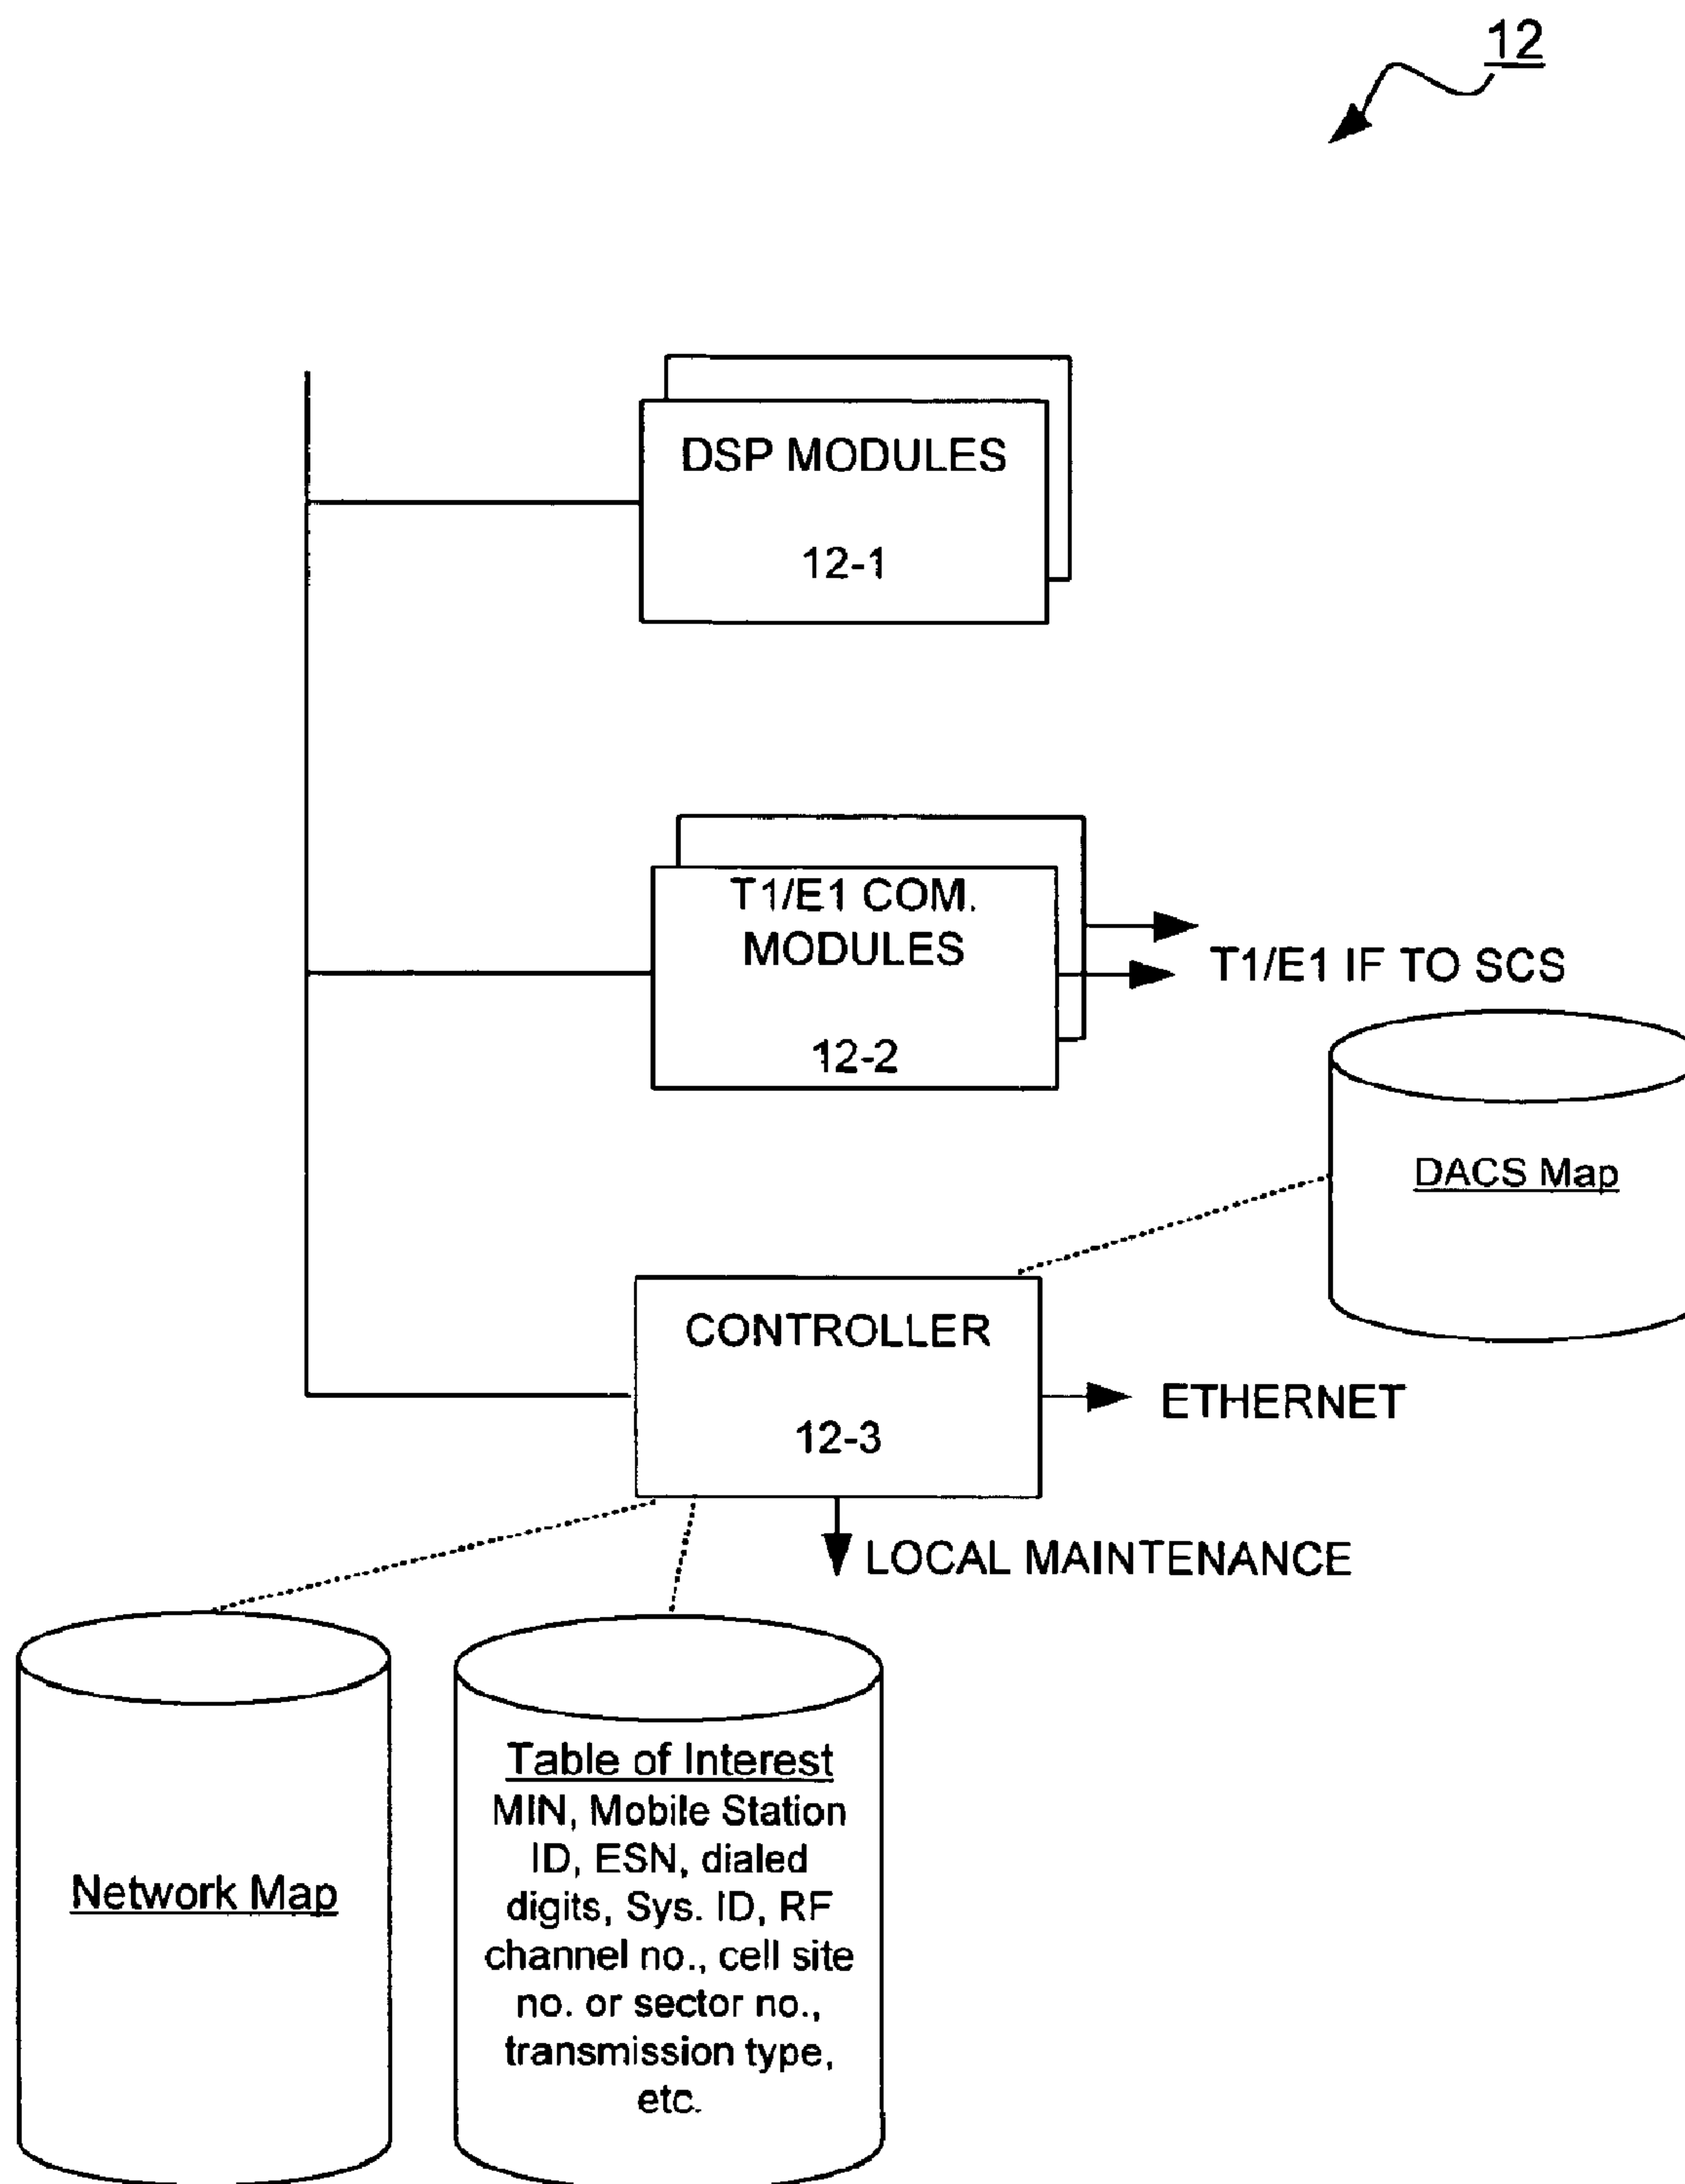 12
DSP MODULES
12-1
T1/E1 COM.
MODULES
12-2
T1/E1 IF TO SCS
DACS Map
CONTROLLER
12-3
ETHERNET
LOCAL MAINTENANCE
Network Map
Table of Interest
MIN, Mobile Station
ID, ESN, dialed
digits, Sys. ID, RF
channel no., cell site
no. or sector no.,
transmission type,
etc.